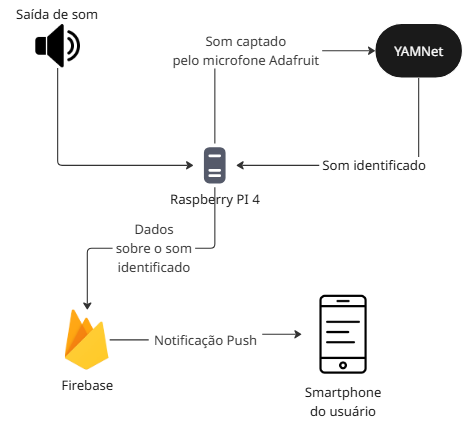 Saída de som
Som captado
pelo microfone Adafruit
YAMNet
Som identificado
Raspberry PI 4
Dados
sobre o som
identificado
Notificação Push
Firebase
Smartphone
do usuário